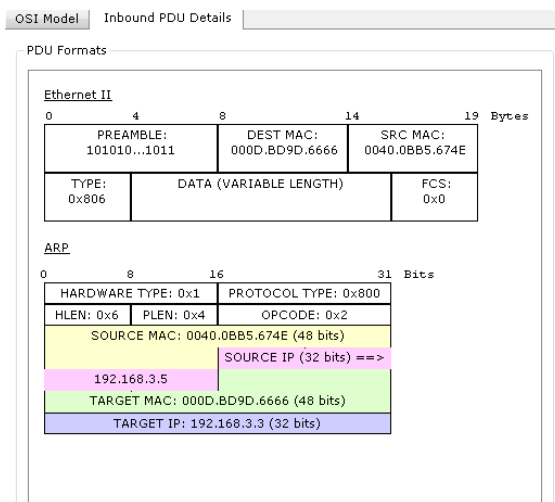 OSI Model Inbound PDU Details
PDU Formats
Ethernet II
0 4 8 14 19 Bytes
PREAMBLE: DEST MAC: SRC MAC:
101010...1011 000D.BD9D.6666 0040.0BB5.674E
TYPE: DATA (VARIABLE LENGTH) FCS:
0x806 0x0
ARP
0 8 16 31 Bits
HARDWARE TYPE: 0x1 PROTOCOL TYPE: 0x800
HLEN: 0x6 PLEN: 0x4 OPCODE: 0x2
SOURCE MAC: 0040.0BB5.674E (48 bits)
SOURCE IP (32 bits) ==>
192.168.3.5
TARGET MAC: 000D.BD9D.6666 (48 bits)
TARGET IP: 192.168.3.3 (32 bits)